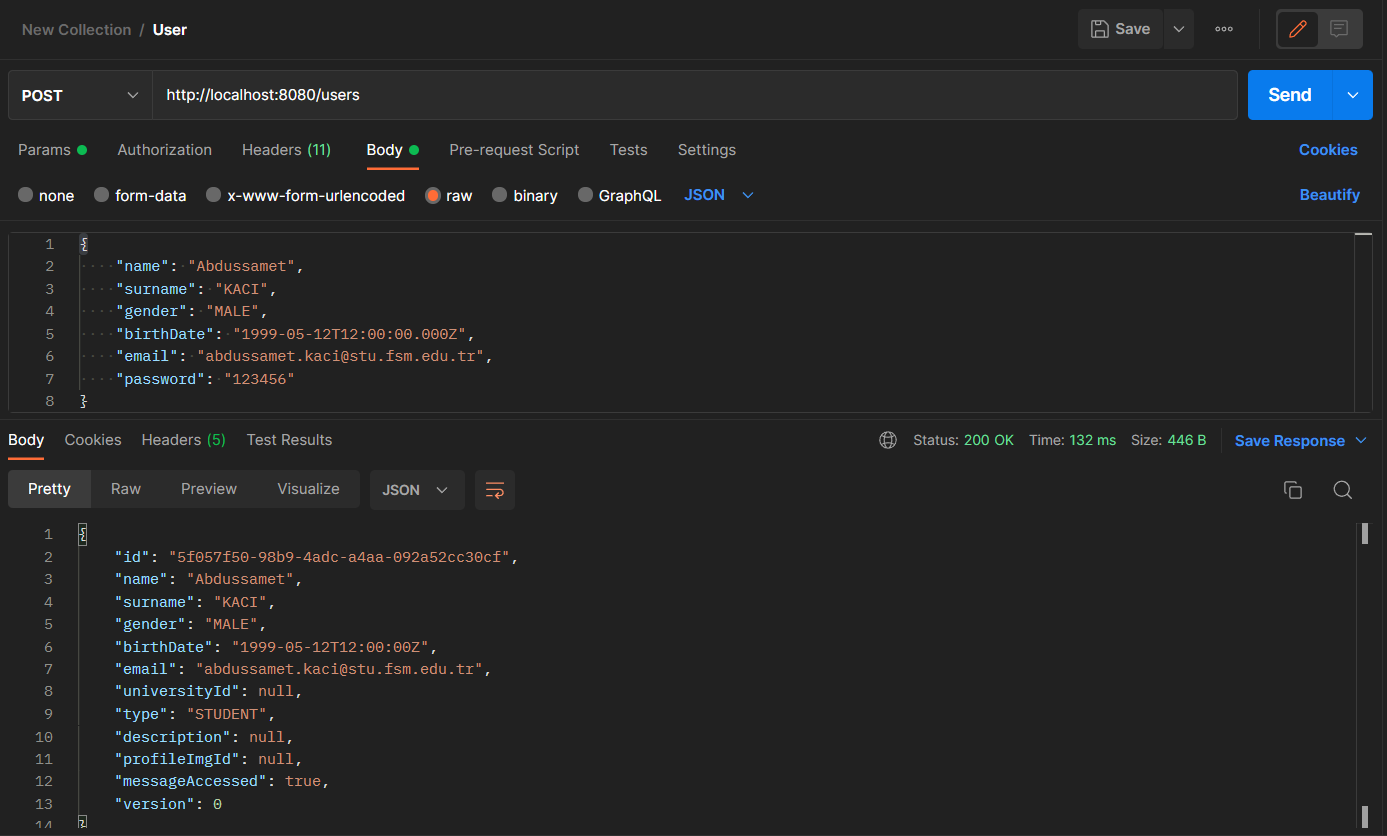 New Collection / User
Save
POST http://localhost:8080/users Send
Params Authorization Headers (11) Body Pre-request Script Tests Settings Cookies
none form-data x-www-form-urlencoded raw binary GraphQL JSON Beautify
1 {
2 "name": "Abdussamet",
3 "surname": "KACI",
4 "gender": "MALE",
5 "birthDate": "1999-05-12T12:00:00.000Z",
6 "email": "abdussamet.kaci@stu.fsm.edu.tr",
7 "password": "123456"
8 }
Body Cookies Headers (5) Test Results Status: 200 OK Time: 132 ms Size: 446 B Save Response
Pretty Raw Preview Visualize JSON
1 {
2 "id": "5f057f50-98b9-4adc-a4aa-092a52cc30cf",
3 "name": "Abdussamet",
4 "surname": "KACI",
5 "gender": "MALE",
6 "birthDate": "1999-05-12T12:00:00Z",
7 "email": "abdussamet.kaci@stu.fsm.edu.tr",
8 "universityId": null,
9 "type": "STUDENT",
10 "description": null,
11 "profileImgId": null,
12 "messageAccessed": true,
13 "version": 0
14 }